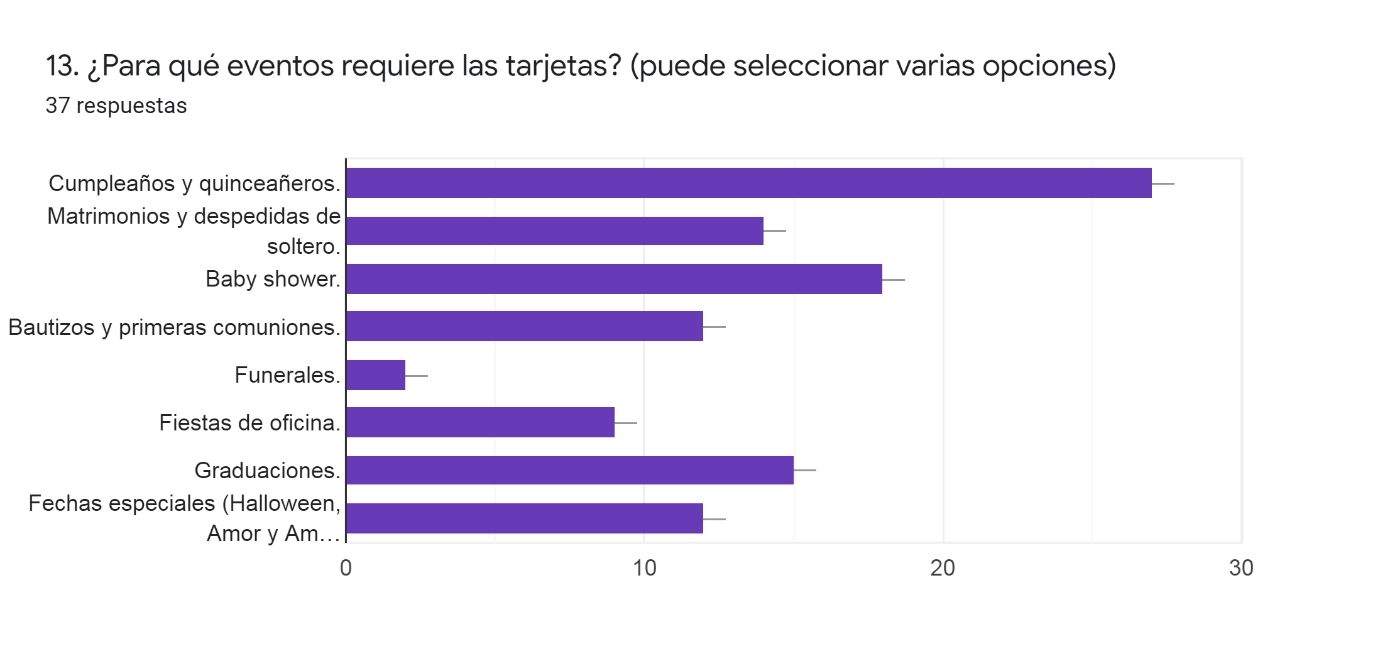 13. ¿Para qué eventos requiere las tarjetas? (puede seleccionar varias opciones)
37 respuestas
Cumpleaños y quinceañeros.
Matrimonios y despedidas de
soltero.
Baby shower.
Bautizos y primeras comuniones.
Funerales.
Fiestas de oficina.
Graduaciones.
Fechas especiales (Halloween,
Amor y Am…
0 10 20 30